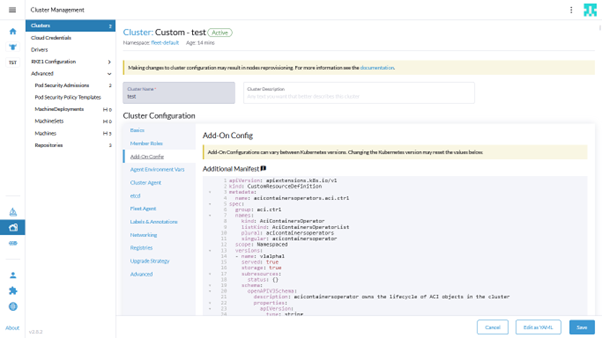 Cluster Management
TST
About
Clusters 3
Cloud Credentials
Drivers
RKE1 Configuration
Advanced
Pod Security Admissions 2
Pod Security Policy Templates
MachineDeployments 0
MachineSets 0
Machines 5
Repositories 3
v2.8.0
Cluster: Custom - test Active
Namespace: fleet-default Age: 14 mins
Making changes to cluster configuration may result in nodes reprovisioning. For more information see the documentation.
Cluster Name *
test
Cluster Description
Any text you want that better describes this cluster
Cluster Configuration
Basics
Member Roles
Add-On Config
Agent Environment Vars
Cluster Agent
etcd
Fleet Agent
Labels & Annotations
Networking
Registries
Upgrade Strategy
Advanced
Add-On Config
Add-On Configurations can vary between Kubernetes versions. Changing the Kubernetes version may reset the values below.
Additional Manifest
1 apiVersion: apiextensions.k8s.io/v1
2 kind: CustomResourceDefinition
3 metadata:
4 name: acicontainersoperators.aci.ctrl
5 spec:
6 group: aci.ctrl
7 names:
8 kind: AciContainersOperator
9 listKind: AciContainersOperatorList
10 plural: acicontainersoperators
11 singular: acicontainersoperator
12 scope: Namespaced
13 versions:
14 - name: v1alpha1
15 served: true
16 storage: true
17 subresources:
18 status: {}
19 schema:
20 openAPIV3Schema:
21 description: acicontainersoperator owns the lifecycle of ACI objects in the cluster
22 properties:
23 apiVersion:
type: string
Cancel
Edit as YAML
Save